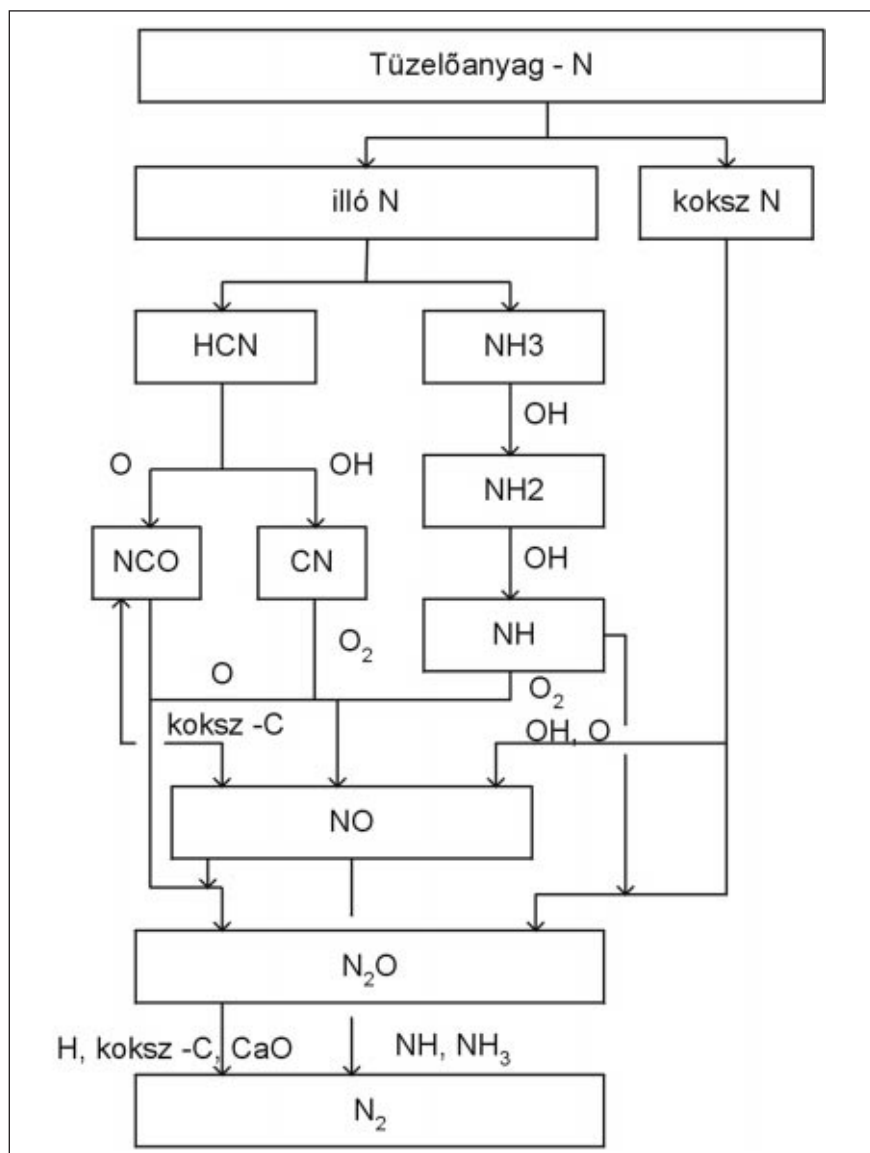 Tüzelõanyag - N
illó N
koksz N
HCN
NH3
OH
O
OH
NH2
NCO
CN
OH
NH
O₂
O
O₂
koksz -C
OH, O
NO
N₂O
H, koksz -C, CaO
NH, NH₃
N₂